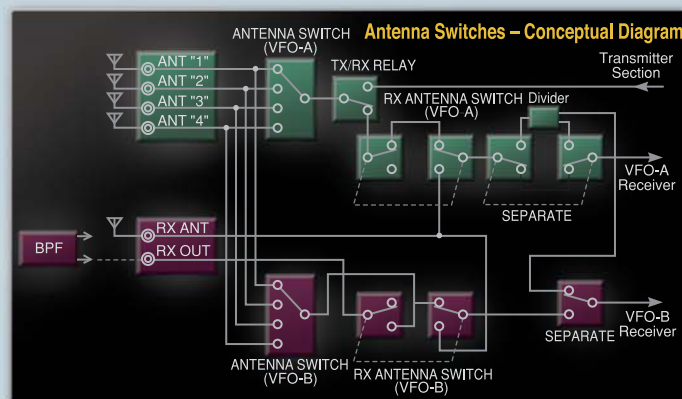 Antenna Switches – Conceptual Diagram
ANTENNA SWITCH
(VFO-A)
ANT "1"
ANT "2"
ANT "3"
ANT "4"
TX/RX RELAY
Transmitter
Section
RX ANTENNA SWITCH
(VFO A)
Divider
VFO-A
Receiver
SEPARATE
RX ANT
RX OUT
BPF
ANTENNA SWITCH
(VFO-B)
RX ANTENNA SWITCH
(VFO-B)
SEPARATE
VFO-B
Receiver